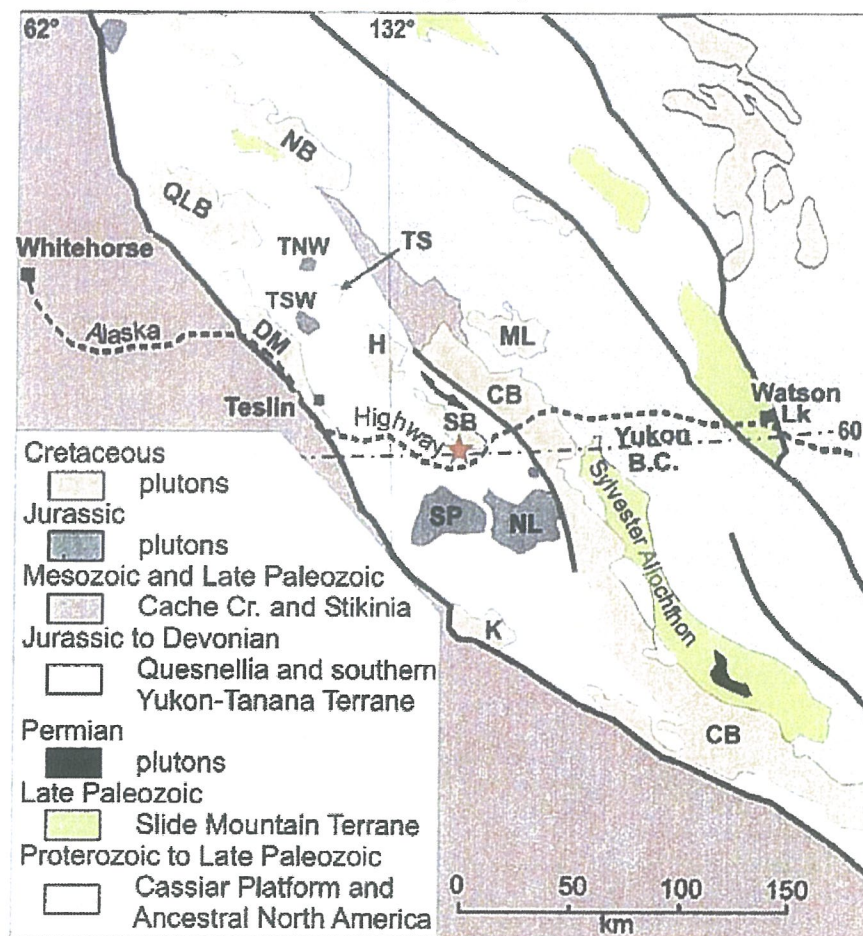 62° 132°
NB
QLB
TNW TS
Whitehorse
TSW
Alaska DM
H ML
CB
Teslin
Watson
Lk
Highway SB
Yukon 60
B.C.
Sylvester Allochthon
SP NL
K
CB
Cretaceous
plutons
Jurassic
plutons
Mesozoic and Late Paleozoic
Cache Cr. and Stikinia
Jurassic to Devonian
Quesnellia and southern
Yukon-Tanana Terrane
Permian
plutons
Late Paleozoic
Slide Mountain Terrane
Proterozoic to Late Paleozoic
Cassiar Platform and
Ancestral North America
0 50 100 150
km